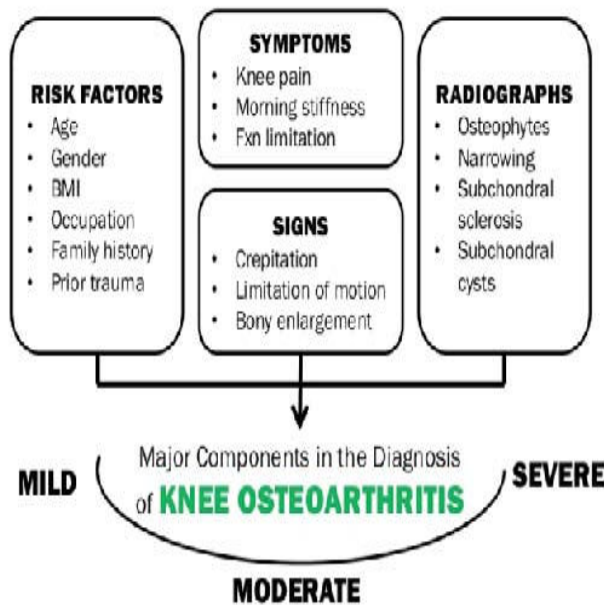 RISK FACTORS
• Age
• Gender
• BMI
• Occupation
• Family history
• Prior trauma
SYMPTOMS
• Knee pain
• Morning stiffness
• Fxn limitation
SIGNS
• Crepitation
• Limitation of motion
• Bony enlargement
RADIOGRAPHS
• Osteophytes
• Narrowing
• Subchondral
sclerosis
• Subchondral
cysts
Major Components in the Diagnosis
of KNEE OSTEOARTHRITIS
MILD
MODERATE
SEVERE